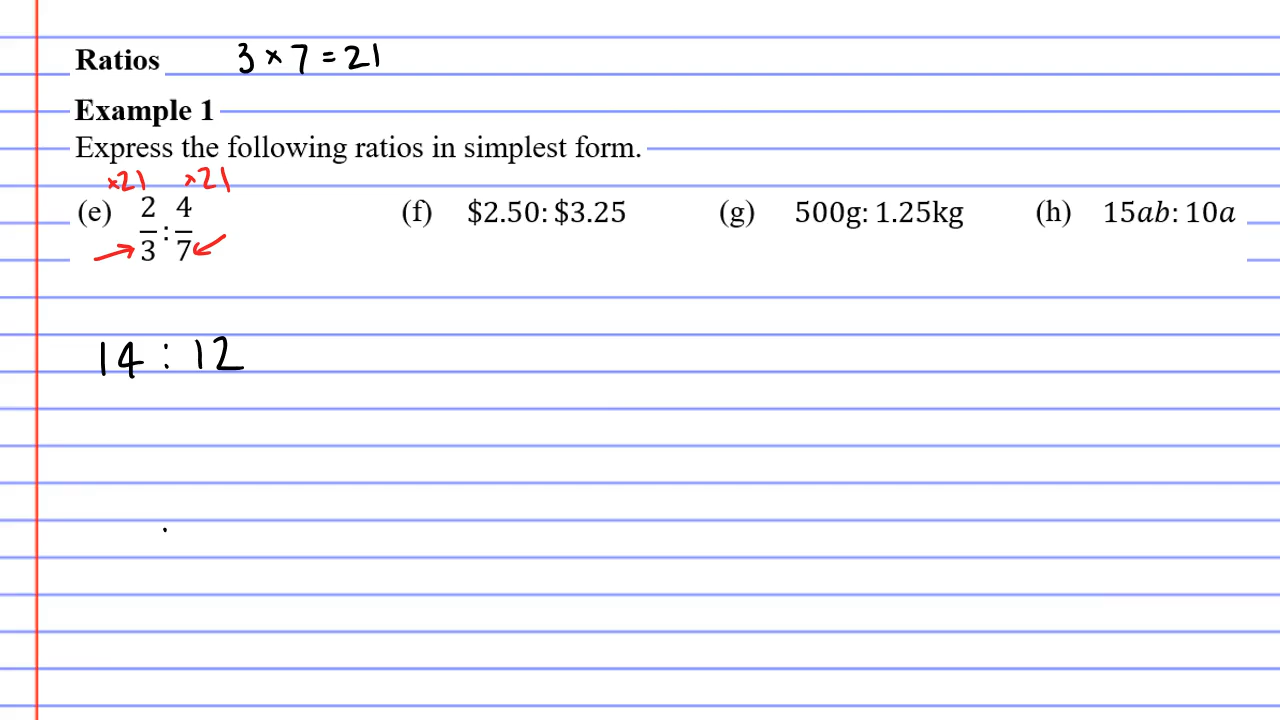 Ratios 3 × 7 = 21
Example 1
Express the following ratios in simplest form.
×21 ×21
(e) 2/3 : 4/7 (f) $2.50: $3.25 (g) 500g: 1.25kg (h) 15ab: 10a
14 : 12